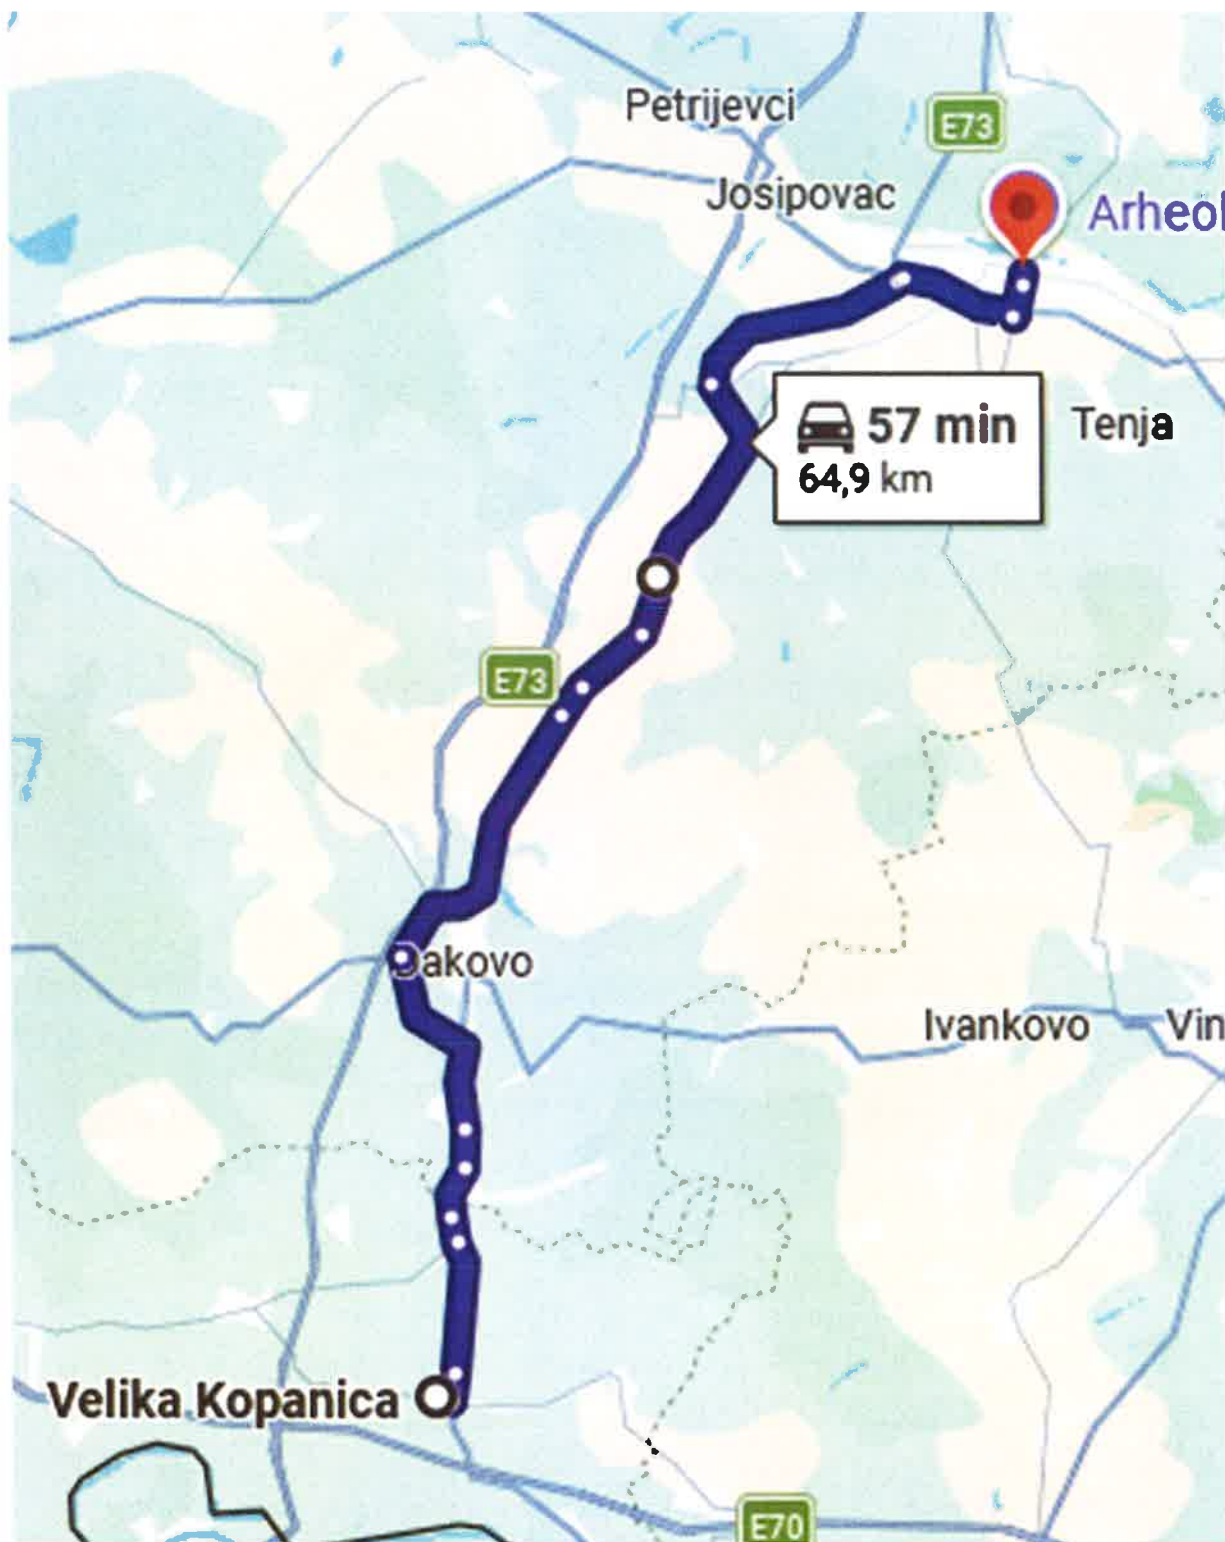 Petrijevci
E73
Josipovac
Arheol
57 min
64,9 km
Tenja
E73
Đakovo
Ivankovo
Vin
Velika Kopanica
E70